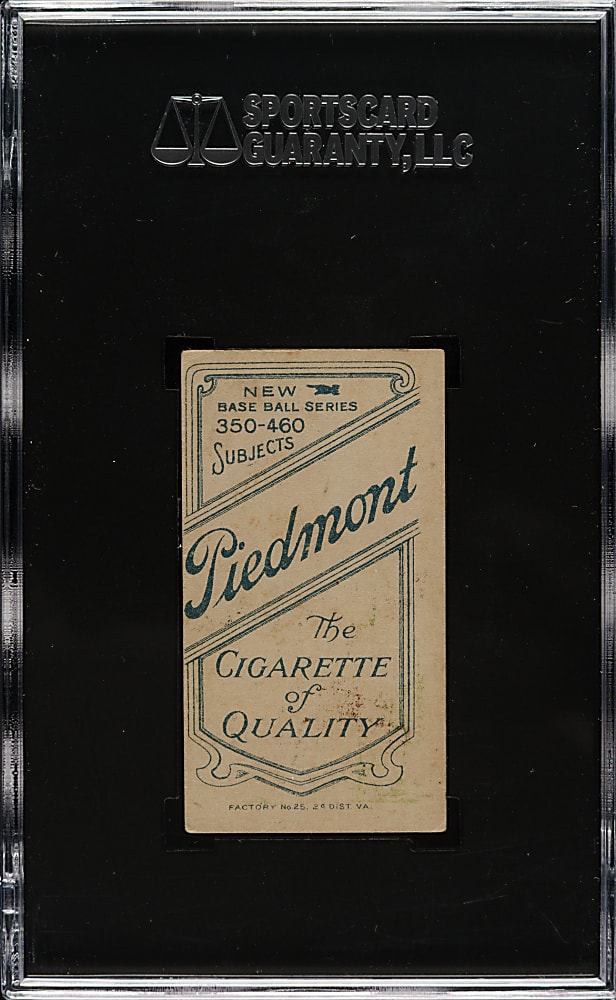 SPORTSCARD
GUARANTY, LLC
NEW
BASE BALL SERIES
350-460
SUBJECTS
Piedmont
The
CIGARETTE
of
QUALITY
FACTORY No. 25, 2D DIST. VA.